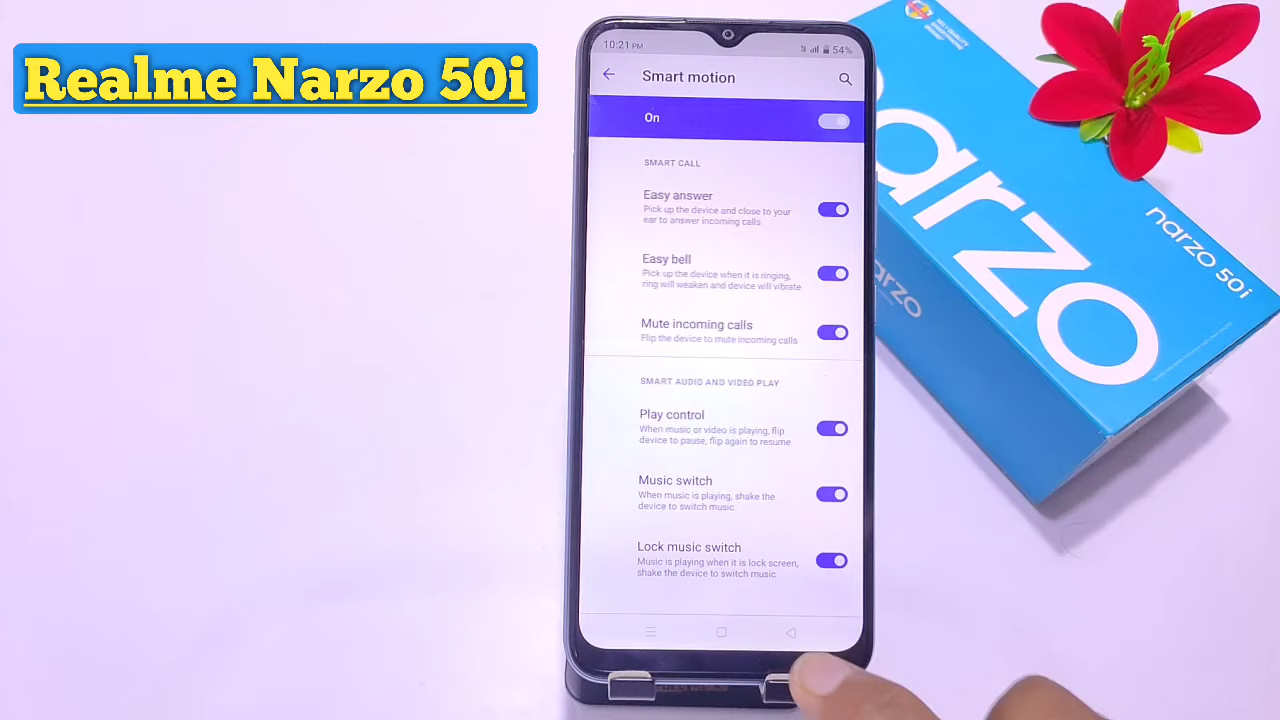 Realme Narzo 50i
10:21 PM
54%
Smart motion
On
SMART CALL
Easy answer
Pick up the device and close to your
ear to answer incoming calls
Easy bell
Pick up the device when it is ringing,
ring will weaken and device will vibrate
Mute incoming calls
Flip the device to mute incoming calls
SMART AUDIO AND VIDEO PLAY
Play control
When music or video is playing, flip
device to pause, flip again to resume
Music switch
When music is playing, shake the
device to switch music
Lock music switch
Music is playing when it is lock screen,
shake the device to switch music
narzo
narzo 50i
arzo